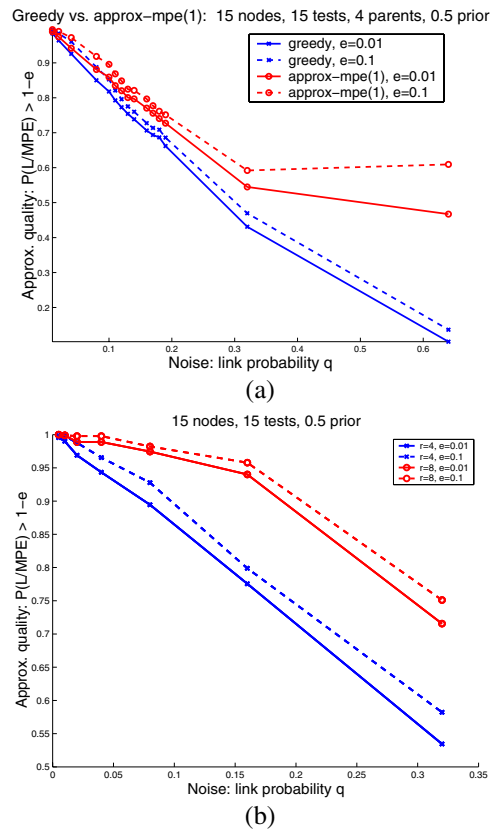 Greedy vs. approx-mpe(1): 15 nodes, 15 tests, 4 parents, 0.5 prior
greedy, e=0.01
greedy, e=0.1
approx-mpe(1), e=0.01
approx-mpe(1), e=0.1
Approx. quality: P(L/MPE) > 1-e
0.9
0.8
0.7
0.6
0.5
0.4
0.3
0.2
0.1 0.2 0.3 0.4 0.5 0.6
Noise: link probability q
(a)
15 nodes, 15 tests, 0.5 prior
r=4, e=0.01
r=4, e=0.1
r=8, e=0.01
r=8, e=0.1
Approx. quality: P(L/MPE) > 1-e
1
0.95
0.9
0.85
0.8
0.75
0.7
0.65
0.6
0.55
0.5
0 0.05 0.1 0.15 0.2 0.25 0.3 0.35
Noise: link probability q
(b)